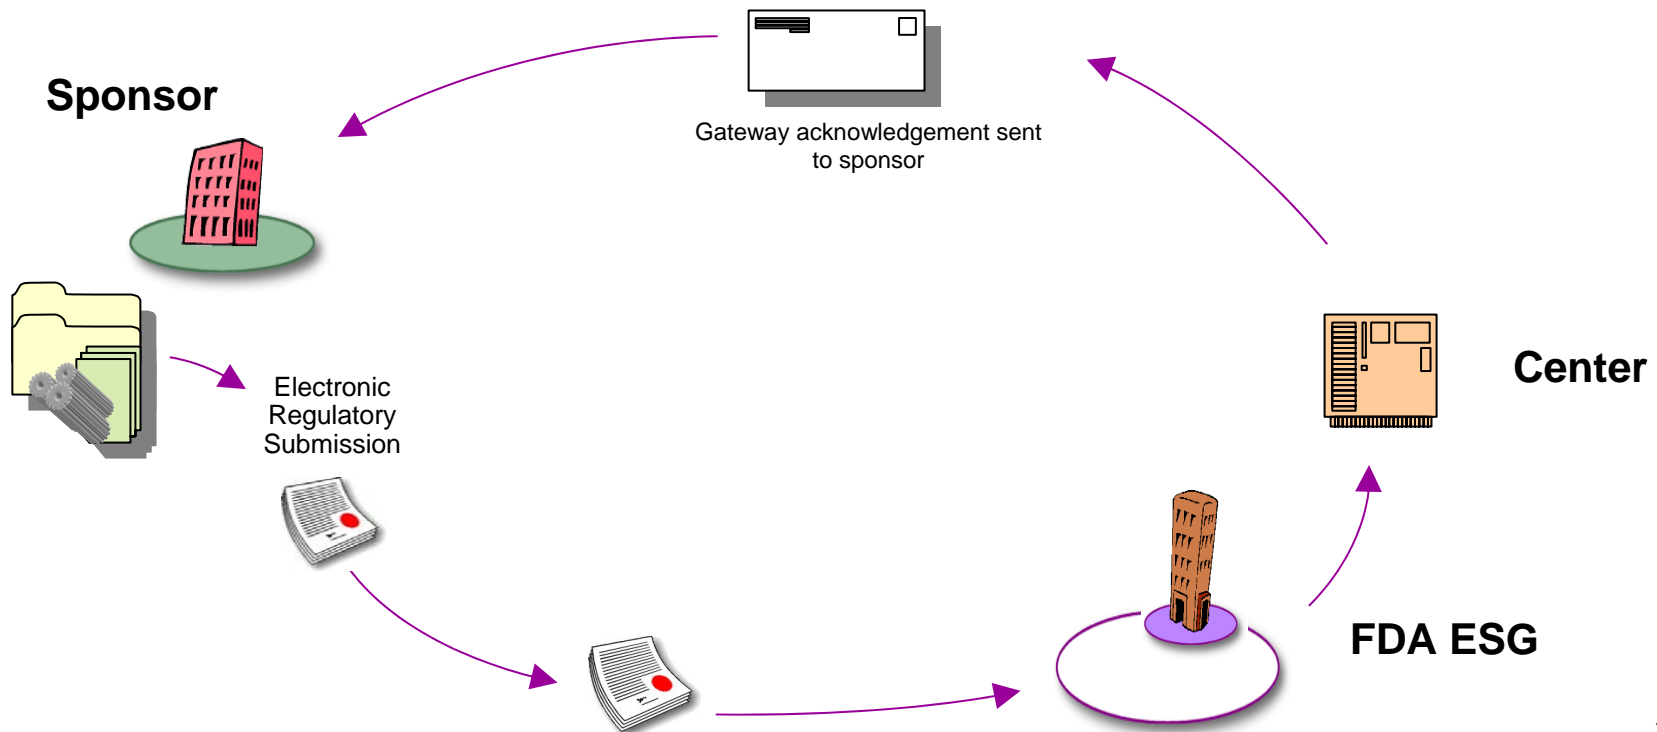 Sponsor
Gateway acknowledgement sent
to sponsor
Center
Electronic
Regulatory
Submission
FDA ESG